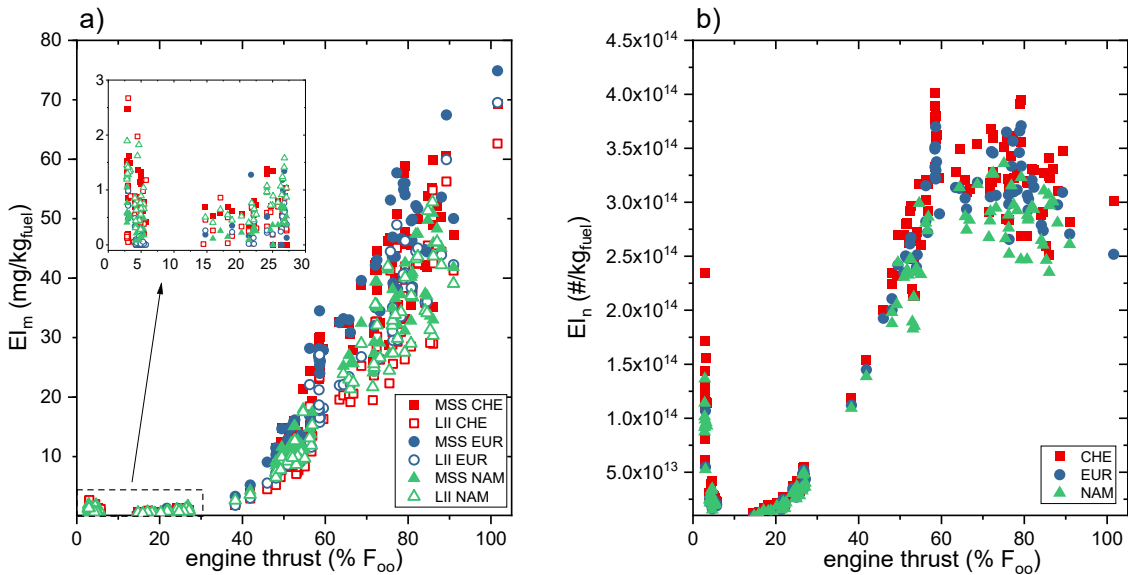 a)
EI_m (mg/kg_fuel)
80
70
60
50
40
30
20
10
0 20 40 60 80 100
engine thrust (% F_oo)
3
2
1
0
0 5 10 15 20 25 30
MSS CHE
LII CHE
MSS EUR
LII EUR
MSS NAM
LII NAM
b)
EI_n (#/kg_fuel)
4.5x10^14
4.0x10^14
3.5x10^14
3.0x10^14
2.5x10^14
2.0x10^14
1.5x10^14
1.0x10^14
5.0x10^13
0 20 40 60 80 100
engine thrust (% F_oo)
CHE
EUR
NAM